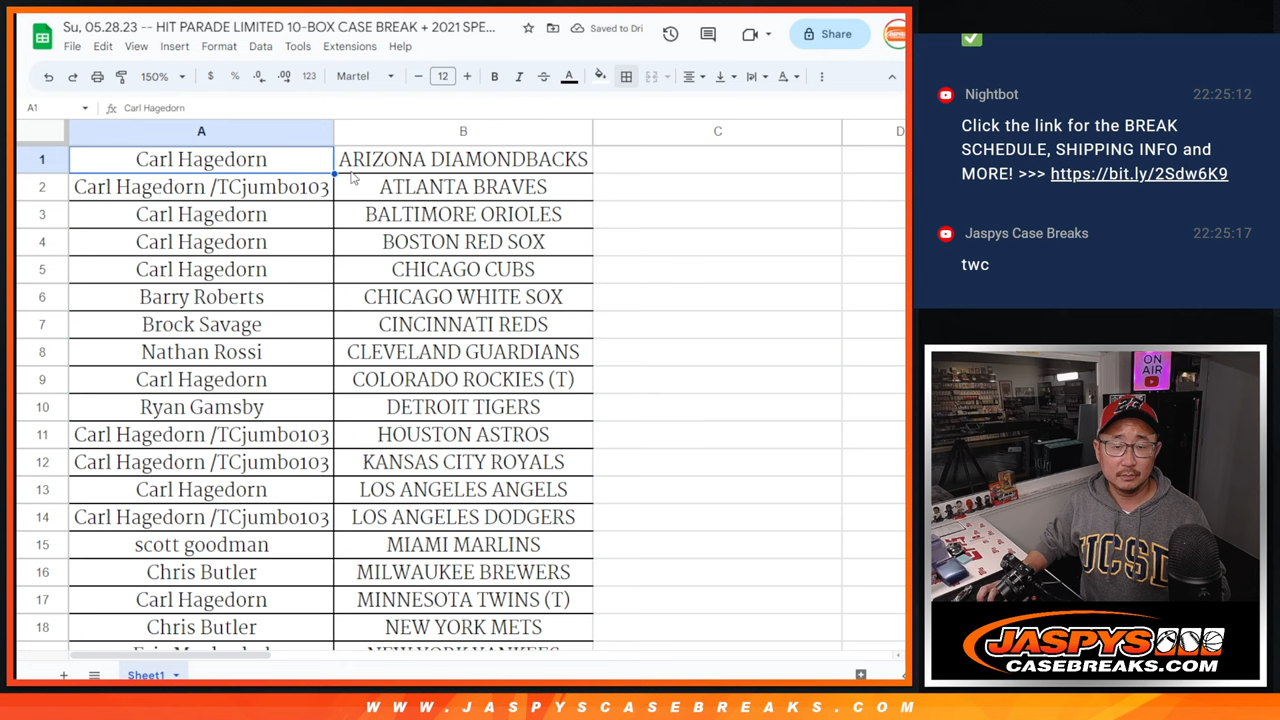 Su, 05.28.23 -- HIT PARADE LIMITED 10-BOX CASE BREAK + 2021 SPE...
Saved to Dri
Share
File Edit View Insert Format Data Tools Extensions Help
150% $ % .0 .00 123 Martel 12 B I A
A1 fx Carl Hagedorn
A B C D
1 Carl Hagedorn ARIZONA DIAMONDBACKS
2 Carl Hagedorn /TCjumbo103 ATLANTA BRAVES
3 Carl Hagedorn BALTIMORE ORIOLES
4 Carl Hagedorn BOSTON RED SOX
5 Carl Hagedorn CHICAGO CUBS
6 Barry Roberts CHICAGO WHITE SOX
7 Brock Savage CINCINNATI REDS
8 Nathan Rossi CLEVELAND GUARDIANS
9 Carl Hagedorn COLORADO ROCKIES (T)
10 Ryan Gamsby DETROIT TIGERS
11 Carl Hagedorn /TCjumbo103 HOUSTON ASTROS
12 Carl Hagedorn /TCjumbo103 KANSAS CITY ROYALS
13 Carl Hagedorn LOS ANGELES ANGELS
14 Carl Hagedorn /TCjumbo103 LOS ANGELES DODGERS
15 scott goodman MIAMI MARLINS
16 Chris Butler MILWAUKEE BREWERS
17 Carl Hagedorn MINNESOTA TWINS (T)
18 Chris Butler NEW YORK METS
NEW YORK YANKEES
Sheet1
Nightbot 22:25:12
Click the link for the BREAK
SCHEDULE, SHIPPING INFO and
MORE! >>> https://bit.ly/2Sdw6K9
Jaspys Case Breaks 22:25:17
twc
ON
AIR
UCSD
JASPYS
CASEBREAKS.COM
WWW.JASPYSCASEBREAKS.COM